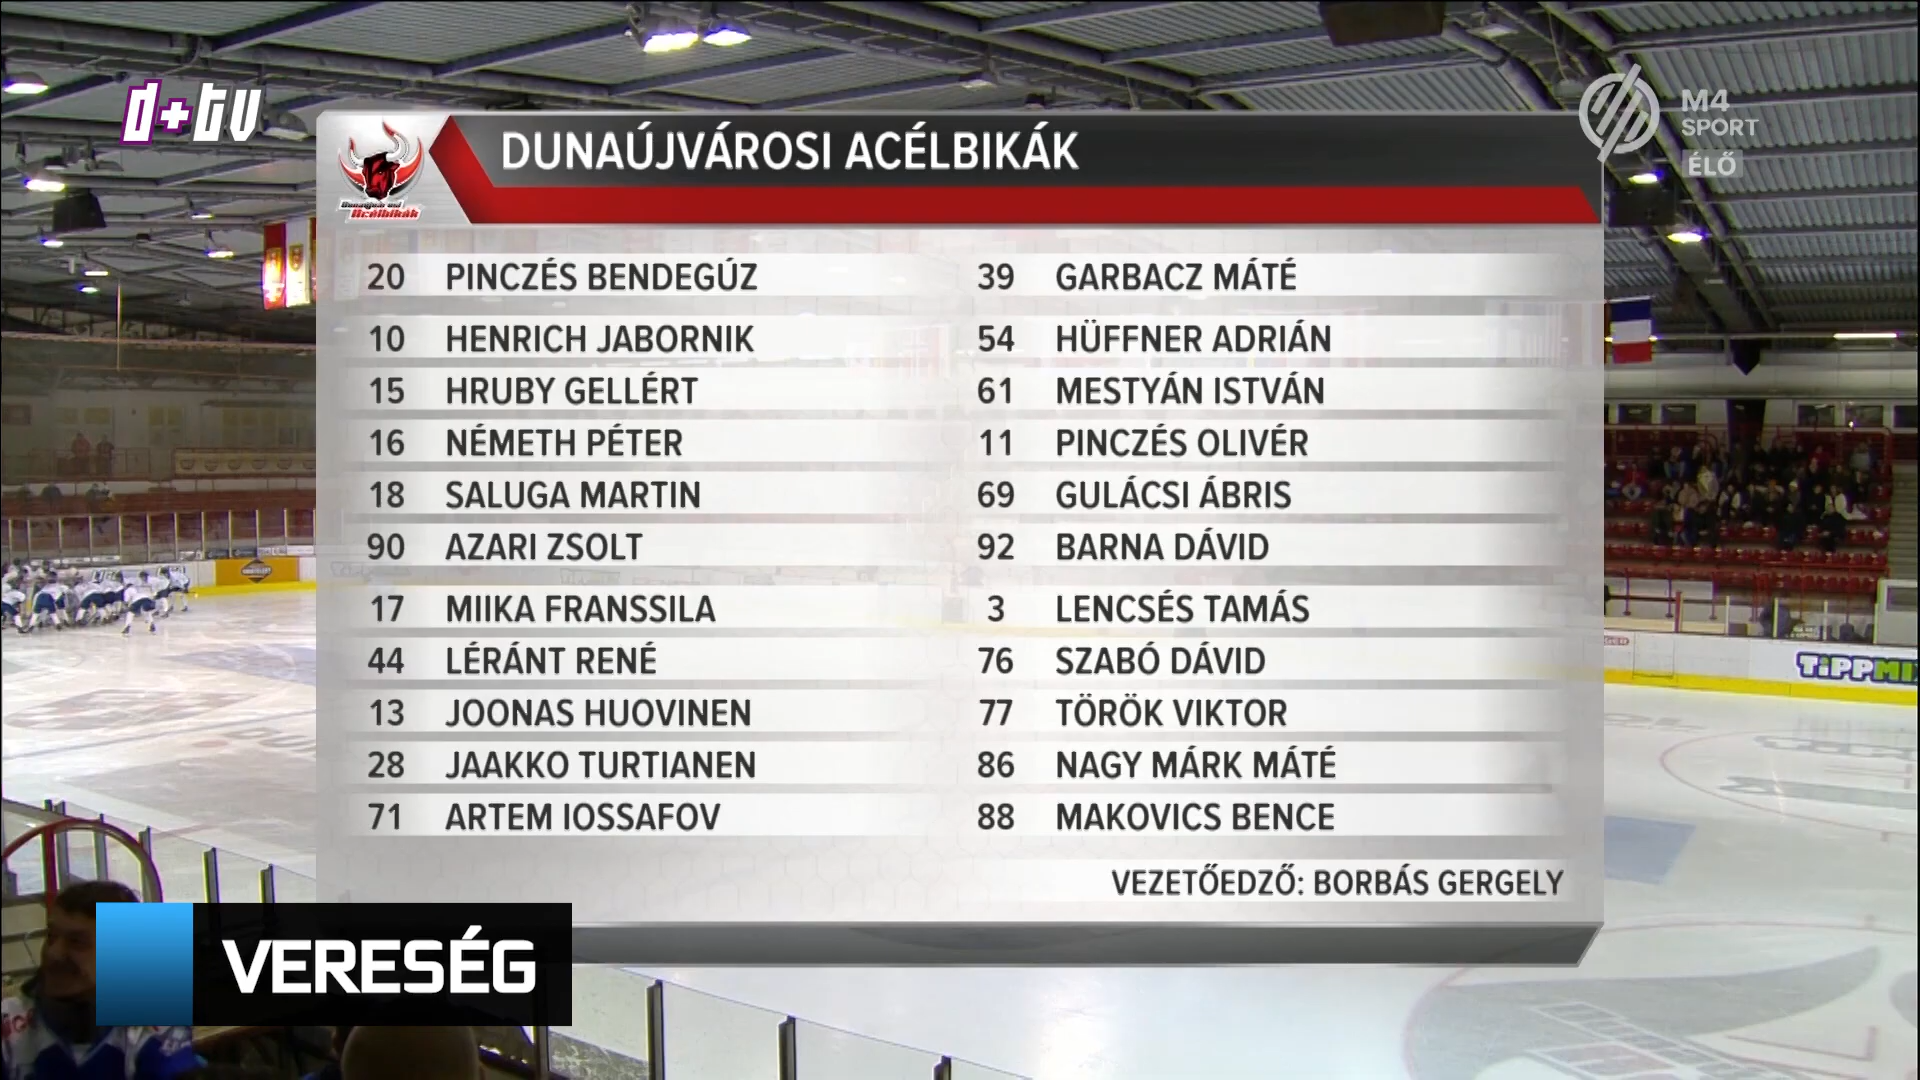 d+tv
M4
SPORT
ÉLŐ
DUNAÚJVÁROSI ACÉLBIKÁK
Acélbikák
20 PINCZÉS BENDEGÚZ
10 HENRICH JABORNIK
15 HRUBY GELLÉRT
16 NÉMETH PÉTER
18 SALUGA MARTIN
90 AZARI ZSOLT
17 MIIKA FRANSSILA
44 LÉRÁNT RENÉ
13 JOONAS HUOVINEN
28 JAAKKO TURTIANEN
71 ARTEM IOSSAFOV
39 GARBACZ MÁTÉ
54 HÜFFNER ADRIÁN
61 MESTYÁN ISTVÁN
11 PINCZÉS OLIVÉR
69 GULÁCSI ÁBRIS
92 BARNA DÁVID
3 LENCSÉS TAMÁS
76 SZABÓ DÁVID
77 TÖRÖK VIKTOR
86 NAGY MÁRK MÁTÉ
88 MAKOVICS BENCE
VEZETŐEDZŐ: BORBÁS GERGELY
TiPPMIX
VERESÉG